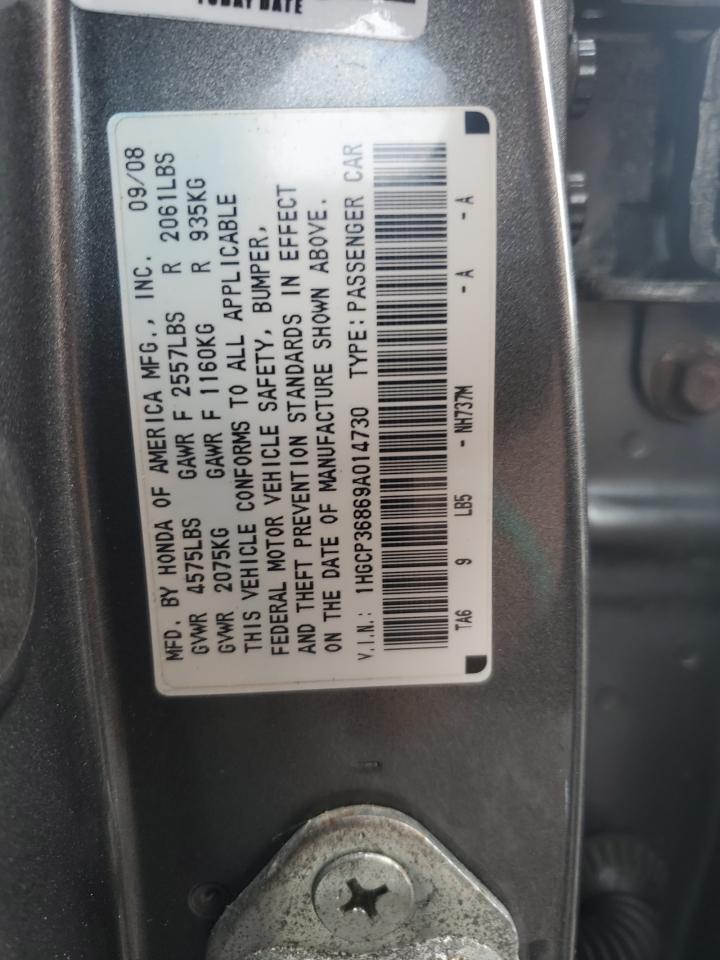 TODAY DATE
MFD. BY HONDA OF AMERICA MFG., INC. 09/08
GVWR 4575LBS GAWR F 2557LBS R 2061LBS
GVWR 2075KG GAWR F 1160KG R 935KG
THIS VEHICLE CONFORMS TO ALL APPLICABLE
FEDERAL MOTOR VEHICLE SAFETY, BUMPER,
AND THEFT PREVENTION STANDARDS IN EFFECT
ON THE DATE OF MANUFACTURE SHOWN ABOVE.
V.I.N.: 1HGCP36869A014730 TYPE: PASSENGER CAR
TA6 9 LB5 - NH737M - A - A